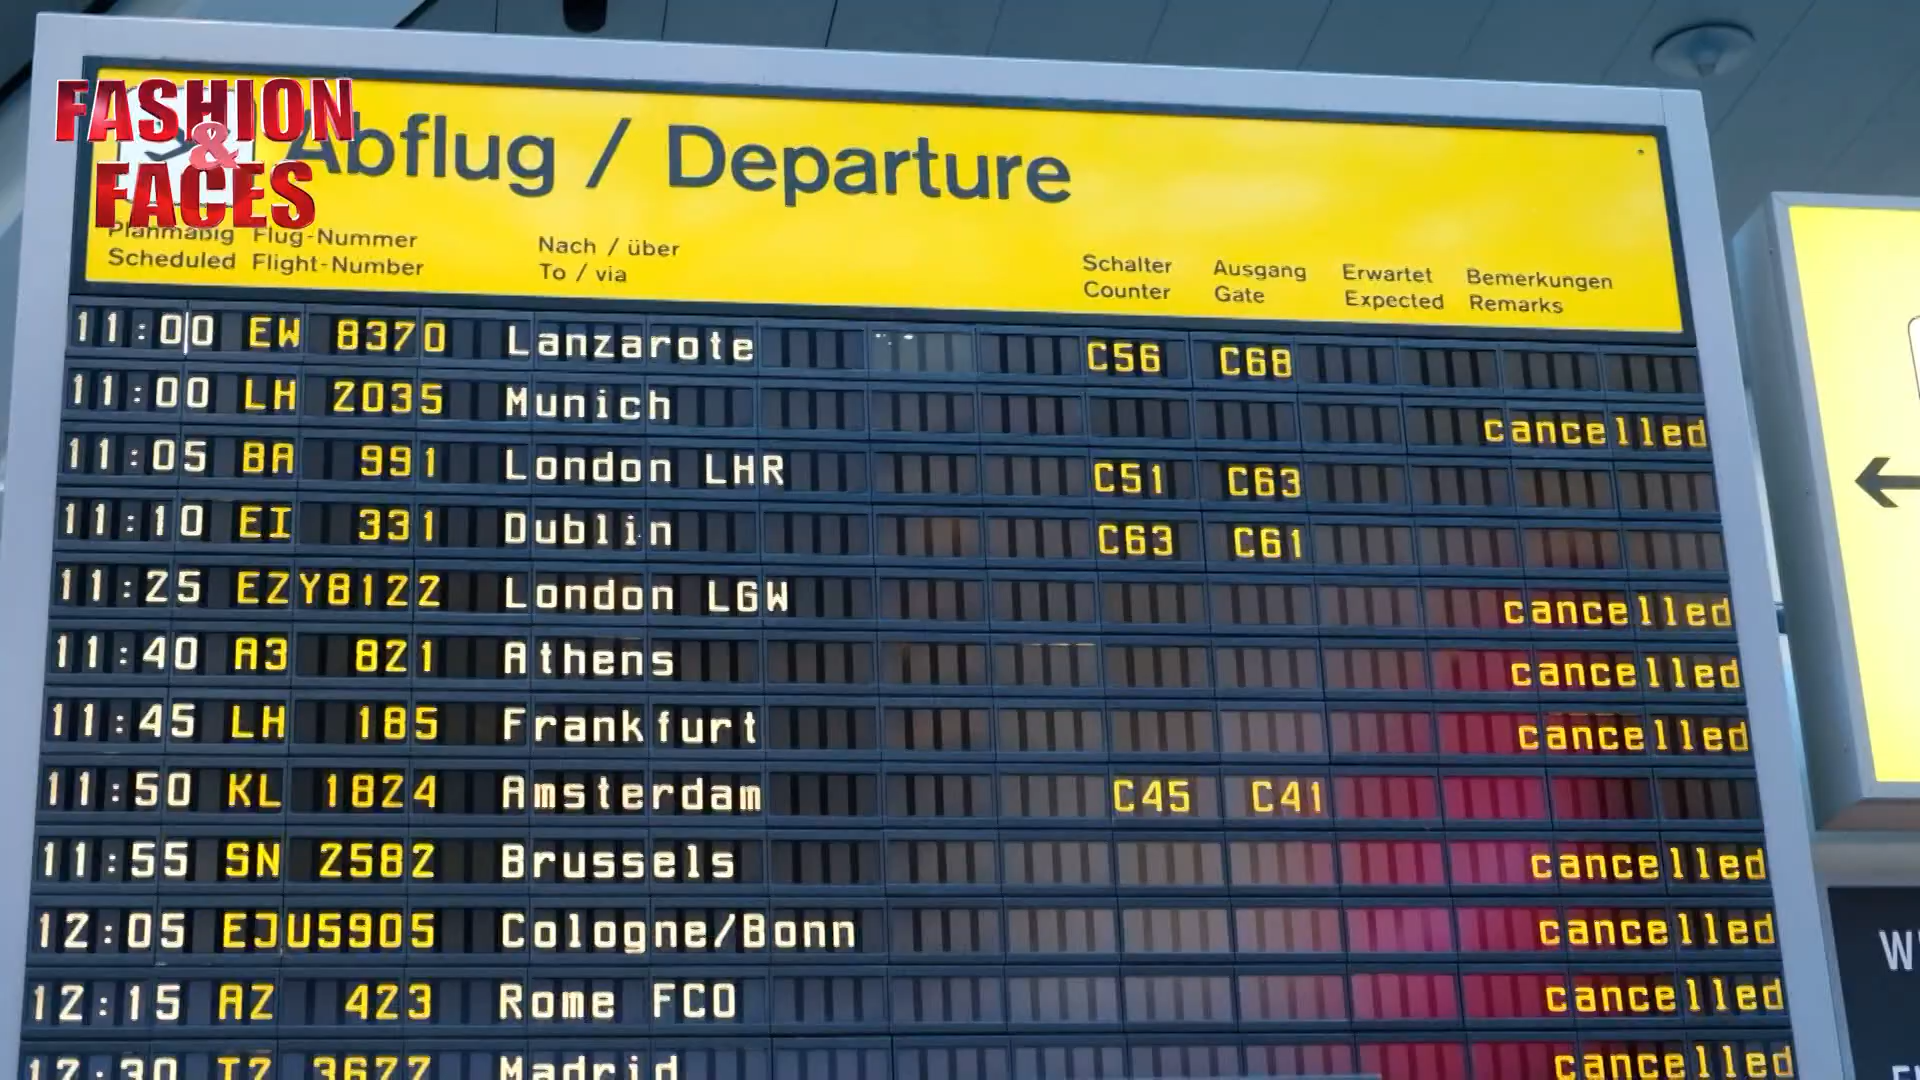 FASHION
&
FACES
Abflug / Departure
Planmäßig Flug-Nummer Nach / über Schalter Ausgang Erwartet Bemerkungen
Scheduled Flight-Number To / via Counter Gate Expected Remarks
11:00 EW 8370 Lanzarote C56 C68
11:00 LH 2035 Munich cancelled
11:05 BA 991 London LHR C51 C63
11:10 EI 331 Dublin C63 C61
11:25 EZY8122 London LGW cancelled
11:40 A3 821 Athens cancelled
11:45 LH 185 Frankfurt cancelled
11:50 KL 1824 Amsterdam C45 C41
11:55 SN 2582 Brussels cancelled
12:05 EJU5905 Cologne/Bonn cancelled
12:15 AZ 423 Rome FCO cancelled
12:30 Madrid cancelled